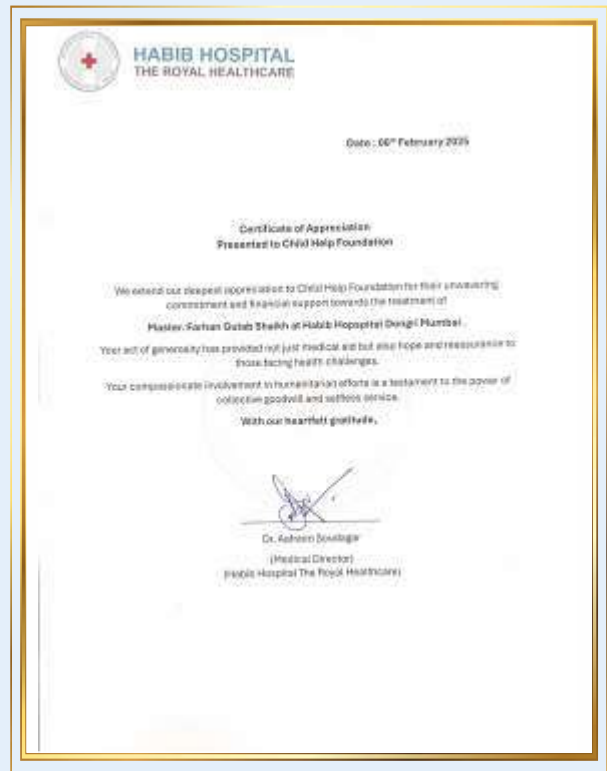 HABIB HOSPITAL
THE ROYAL HEALTHCARE
Date : 06th February 2025
Certificate of Appreciation
Presented to Child Help Foundation
We extend our deepest appreciation to Child Help Foundation for their unwavering
commitment and financial support towards the treatment of
Master. Farhan Gulab Shaikh at Habib Hopspital Dongri Mumbai.
Your act of generosity has provided not just medical aid but also hope and reassurance to
those facing health challenges.
Your compassionate involvement in humanitarian efforts is a testament to the power of
collective goodwill and selfless service.
With our heartfelt gratitude,
Dr. Soudagar
(Medical Director)
(Habib Hospital The Royal Healthcare)